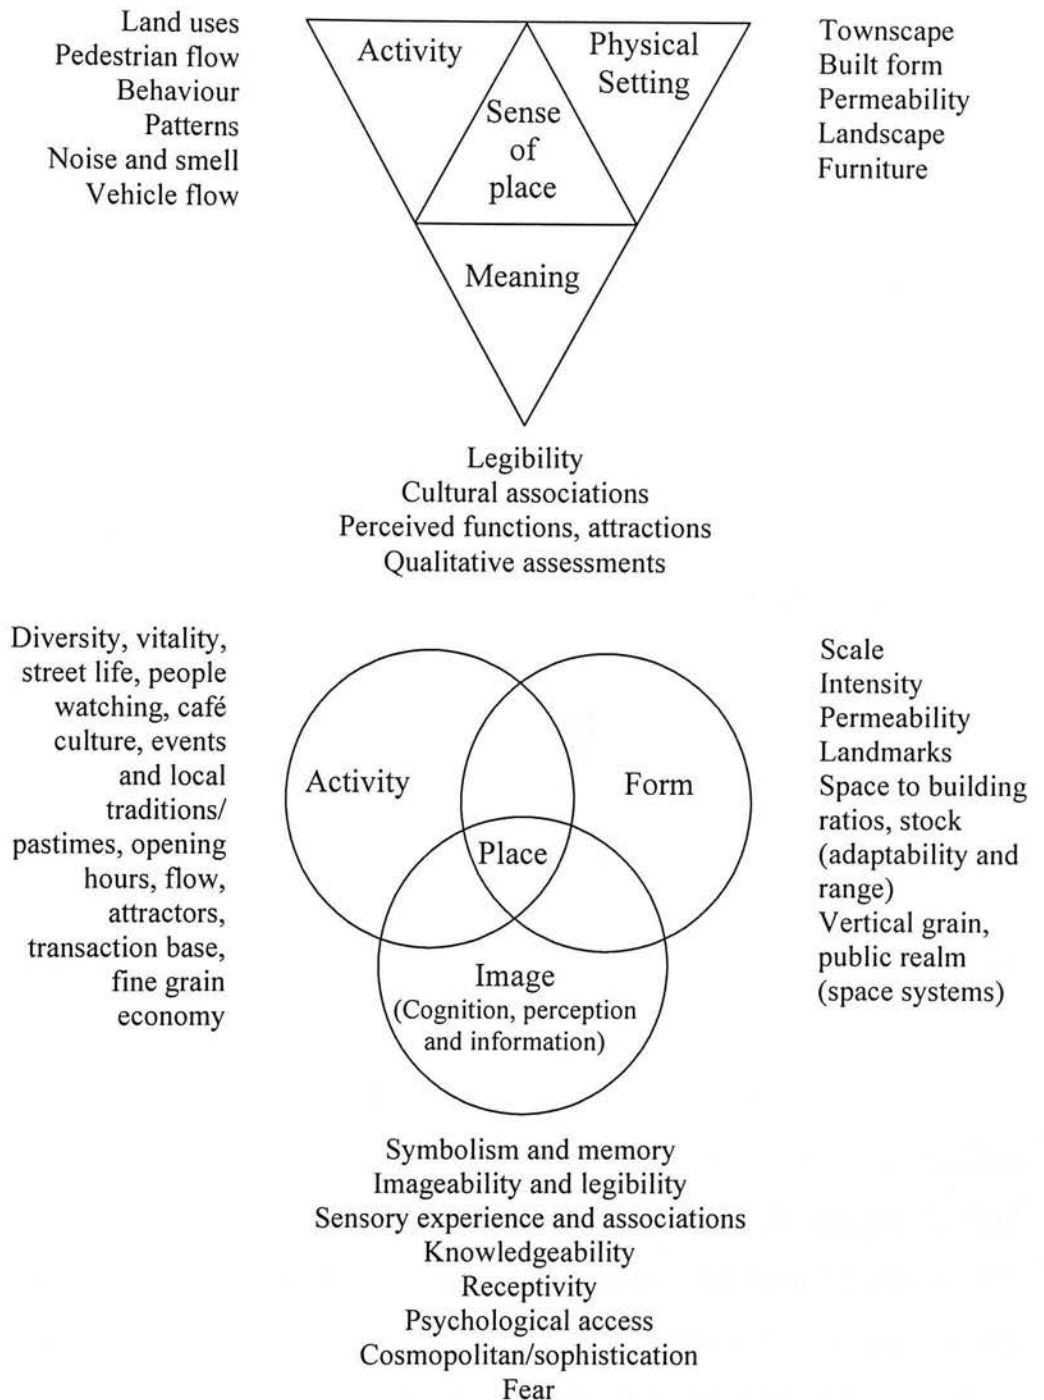 Land uses
Pedestrian flow
Behaviour
Patterns
Noise and smell
Vehicle flow
Activity
Physical
Setting
Sense
of
place
Meaning
Townscape
Built form
Permeability
Landscape
Furniture
Legibility
Cultural associations
Perceived functions, attractions
Qualitative assessments
Diversity, vitality,
street life, people
watching, café
culture, events
and local
traditions/
pastimes, opening
hours, flow,
attractors,
transaction base,
fine grain
economy
Activity
Form
Place
Image
(Cognition, perception
and information)
Scale
Intensity
Permeability
Landmarks
Space to building
ratios, stock
(adaptability and
range)
Vertical grain,
public realm
(space systems)
Symbolism and memory
Imageability and legibility
Sensory experience and associations
Knowledgeability
Receptivity
Psychological access
Cosmopolitan/sophistication
Fear